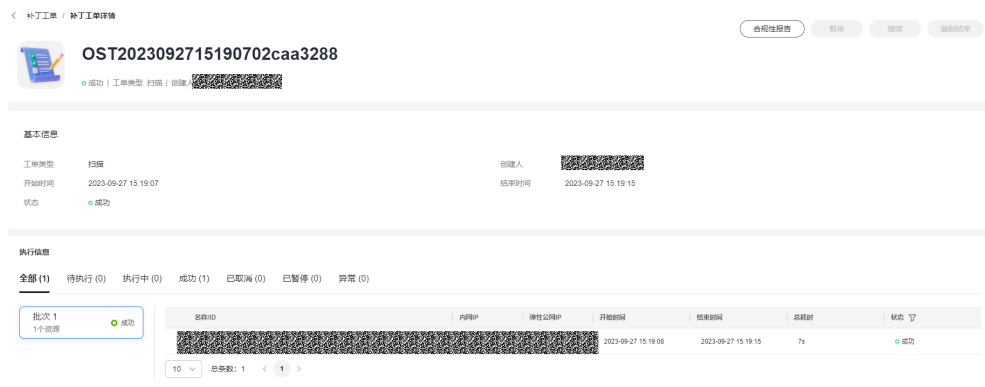 补丁工单 / 补丁工单详情
合规性报告 暂停 继续 强制结束
OST2023092715190702caa3288
成功 | 工单类型 扫描 | 创建人
基本信息
工单类型 扫描 创建人
开始时间 2023-09-27 15:19:07 结束时间 2023-09-27 15:19:15
状态 成功
执行信息
全部 (1) 待执行 (0) 执行中 (0) 成功 (1) 已取消 (0) 已暂停 (0) 异常 (0)
批次 1
1个资源
成功
名称/ID 内网IP 弹性公网IP 开始时间 结束时间 总耗时 状态
2023-09-27 15:19:08 2023-09-27 15:19:15 7s 成功
10 总条数: 1 1